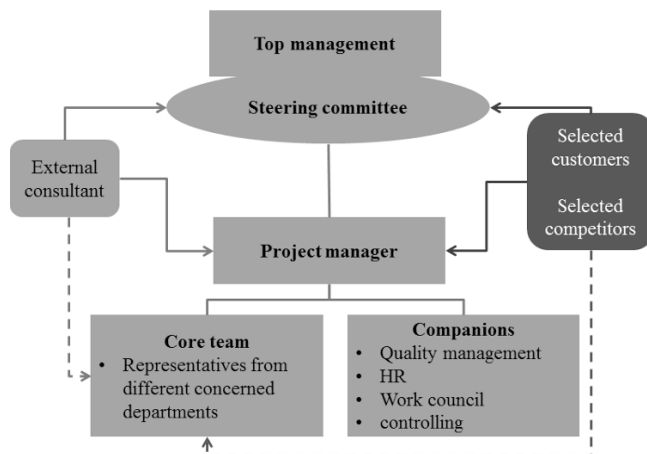 Top management
Steering committee
External
consultant
Selected
customers
Selected
competitors
Project manager
Core team
• Representatives from
different concerned
departments
Companions
• Quality management
• HR
• Work council
• controlling